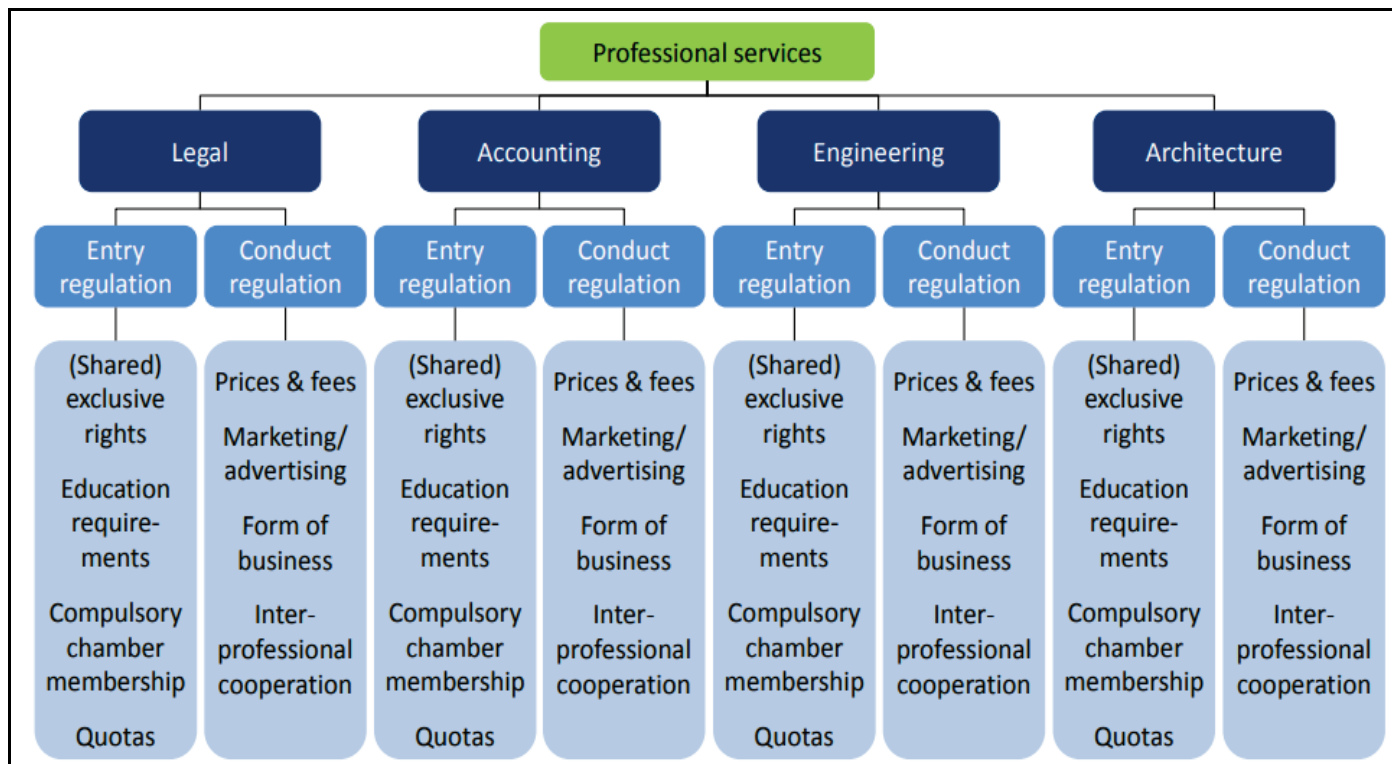 Professional services
Legal
Accounting
Engineering
Architecture
Entry
regulation
Conduct
regulation
Entry
regulation
Conduct
regulation
Entry
regulation
Conduct
regulation
Entry
regulation
Conduct
regulation
(Shared)
exclusive
rights
Education
require-
ments
Compulsory
chamber
membership
Quotas
Prices & fees
Marketing/
advertising
Form of
business
Inter-
professional
cooperation
(Shared)
exclusive
rights
Education
require-
ments
Compulsory
chamber
membership
Quotas
Prices & fees
Marketing/
advertising
Form of
business
Inter-
professional
cooperation
(Shared)
exclusive
rights
Education
require-
ments
Compulsory
chamber
membership
Quotas
Prices & fees
Marketing/
advertising
Form of
business
Inter-
professional
cooperation
(Shared)
exclusive
rights
Education
require-
ments
Compulsory
chamber
membership
Quotas
Prices & fees
Marketing/
advertising
Form of
business
Inter-
professional
cooperation